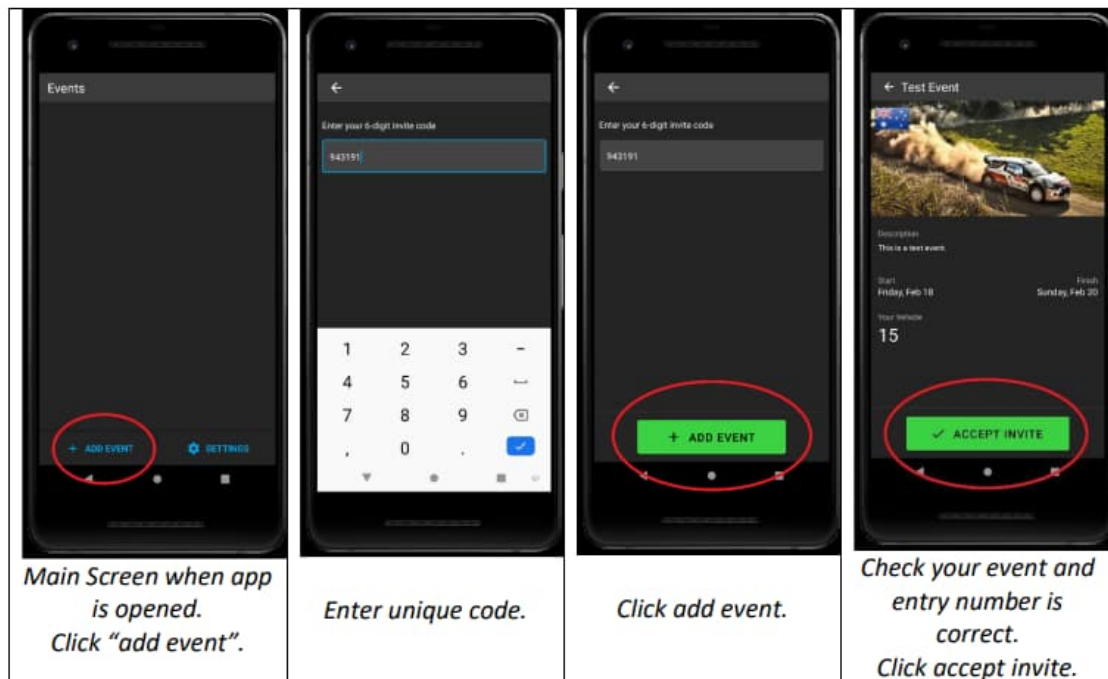 Events
+ ADD EVENT
SETTINGS
Main Screen when app
is opened.
Click “add event”.
Enter your 6-digit invite code
943191
1 2 3 -
4 5 6
7 8 9
, 0 .
Enter unique code.
Enter your 6-digit invite code
943191
+ ADD EVENT
Click add event.
Test Event
Description
This is a test event.
Start Finish
Friday, Feb 18 Sunday, Feb 20
Your Vehicle
15
ACCEPT INVITE
Check your event and
entry number is
correct.
Click accept invite.